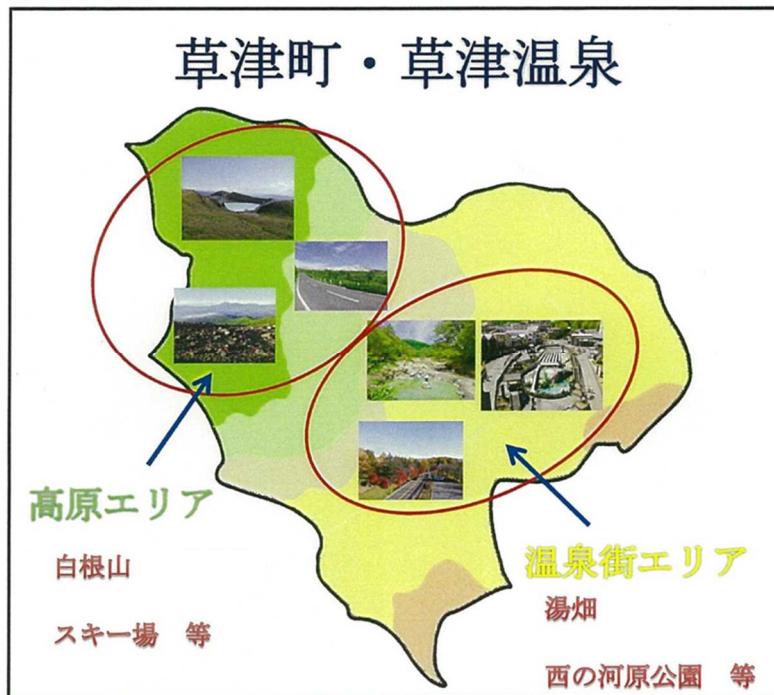 草津町・草津温泉
高原エリア
白根山
スキー場　等
温泉街エリア
湯畑
西の河原公園　等